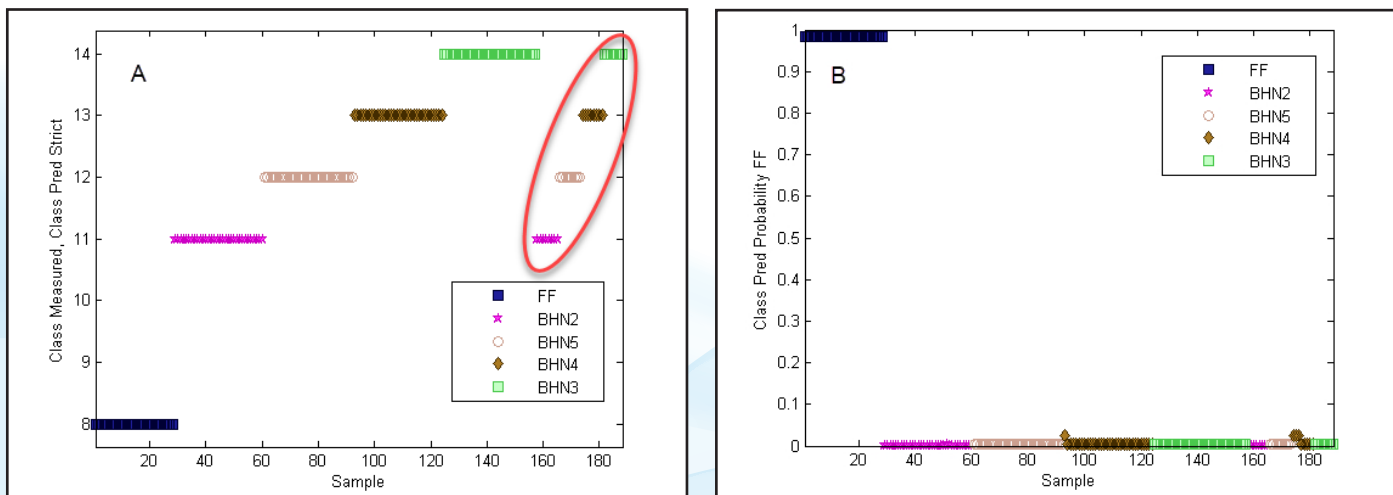 A
Class Measured, Class Pred Strict
14
13
12
11
10
9
8
20 40 60 80 100 120 140 160 180
Sample
FF
BHN2
BHN5
BHN4
BHN3
B
Class Pred Probability FF
1
0.9
0.8
0.7
0.6
0.5
0.4
0.3
0.2
0.1
0
20 40 60 80 100 120 140 160 180
Sample
FF
BHN2
BHN5
BHN4
BHN3